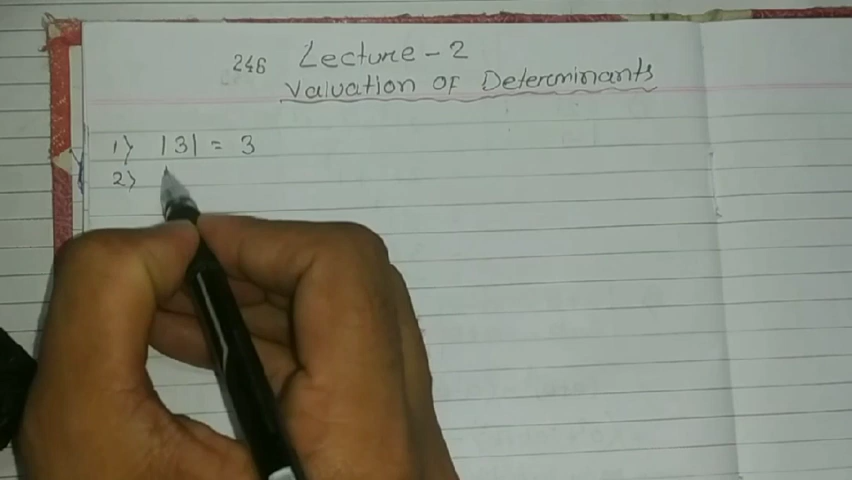 246 Lecture - 2
Valuation OF Determinants
1) |3| = 3
2)